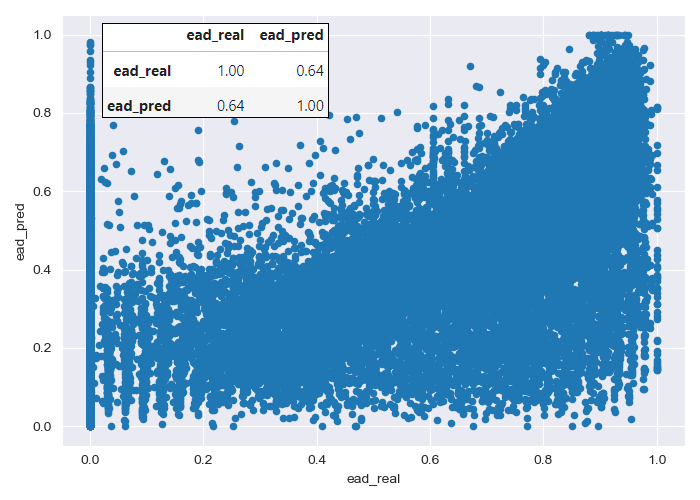 ead_real ead_pred
ead_real 1.00 0.64
ead_pred 0.64 1.00
1.0
0.8
0.6
0.4
0.2
0.0
ead_pred
0.0 0.2 0.4 0.6 0.8 1.0
ead_real